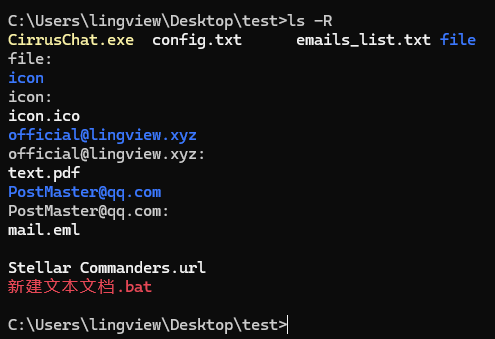 C:\Users\lingview\Desktop\test>ls -R
CirrusChat.exe  config.txt      emails_list.txt file
file:
icon
icon:
icon.ico
official@lingview.xyz
official@lingview.xyz:
text.pdf
PostMaster@qq.com
PostMaster@qq.com:
mail.eml
Stellar Commanders.url
新建文本文档.bat
C:\Users\lingview\Desktop\test>